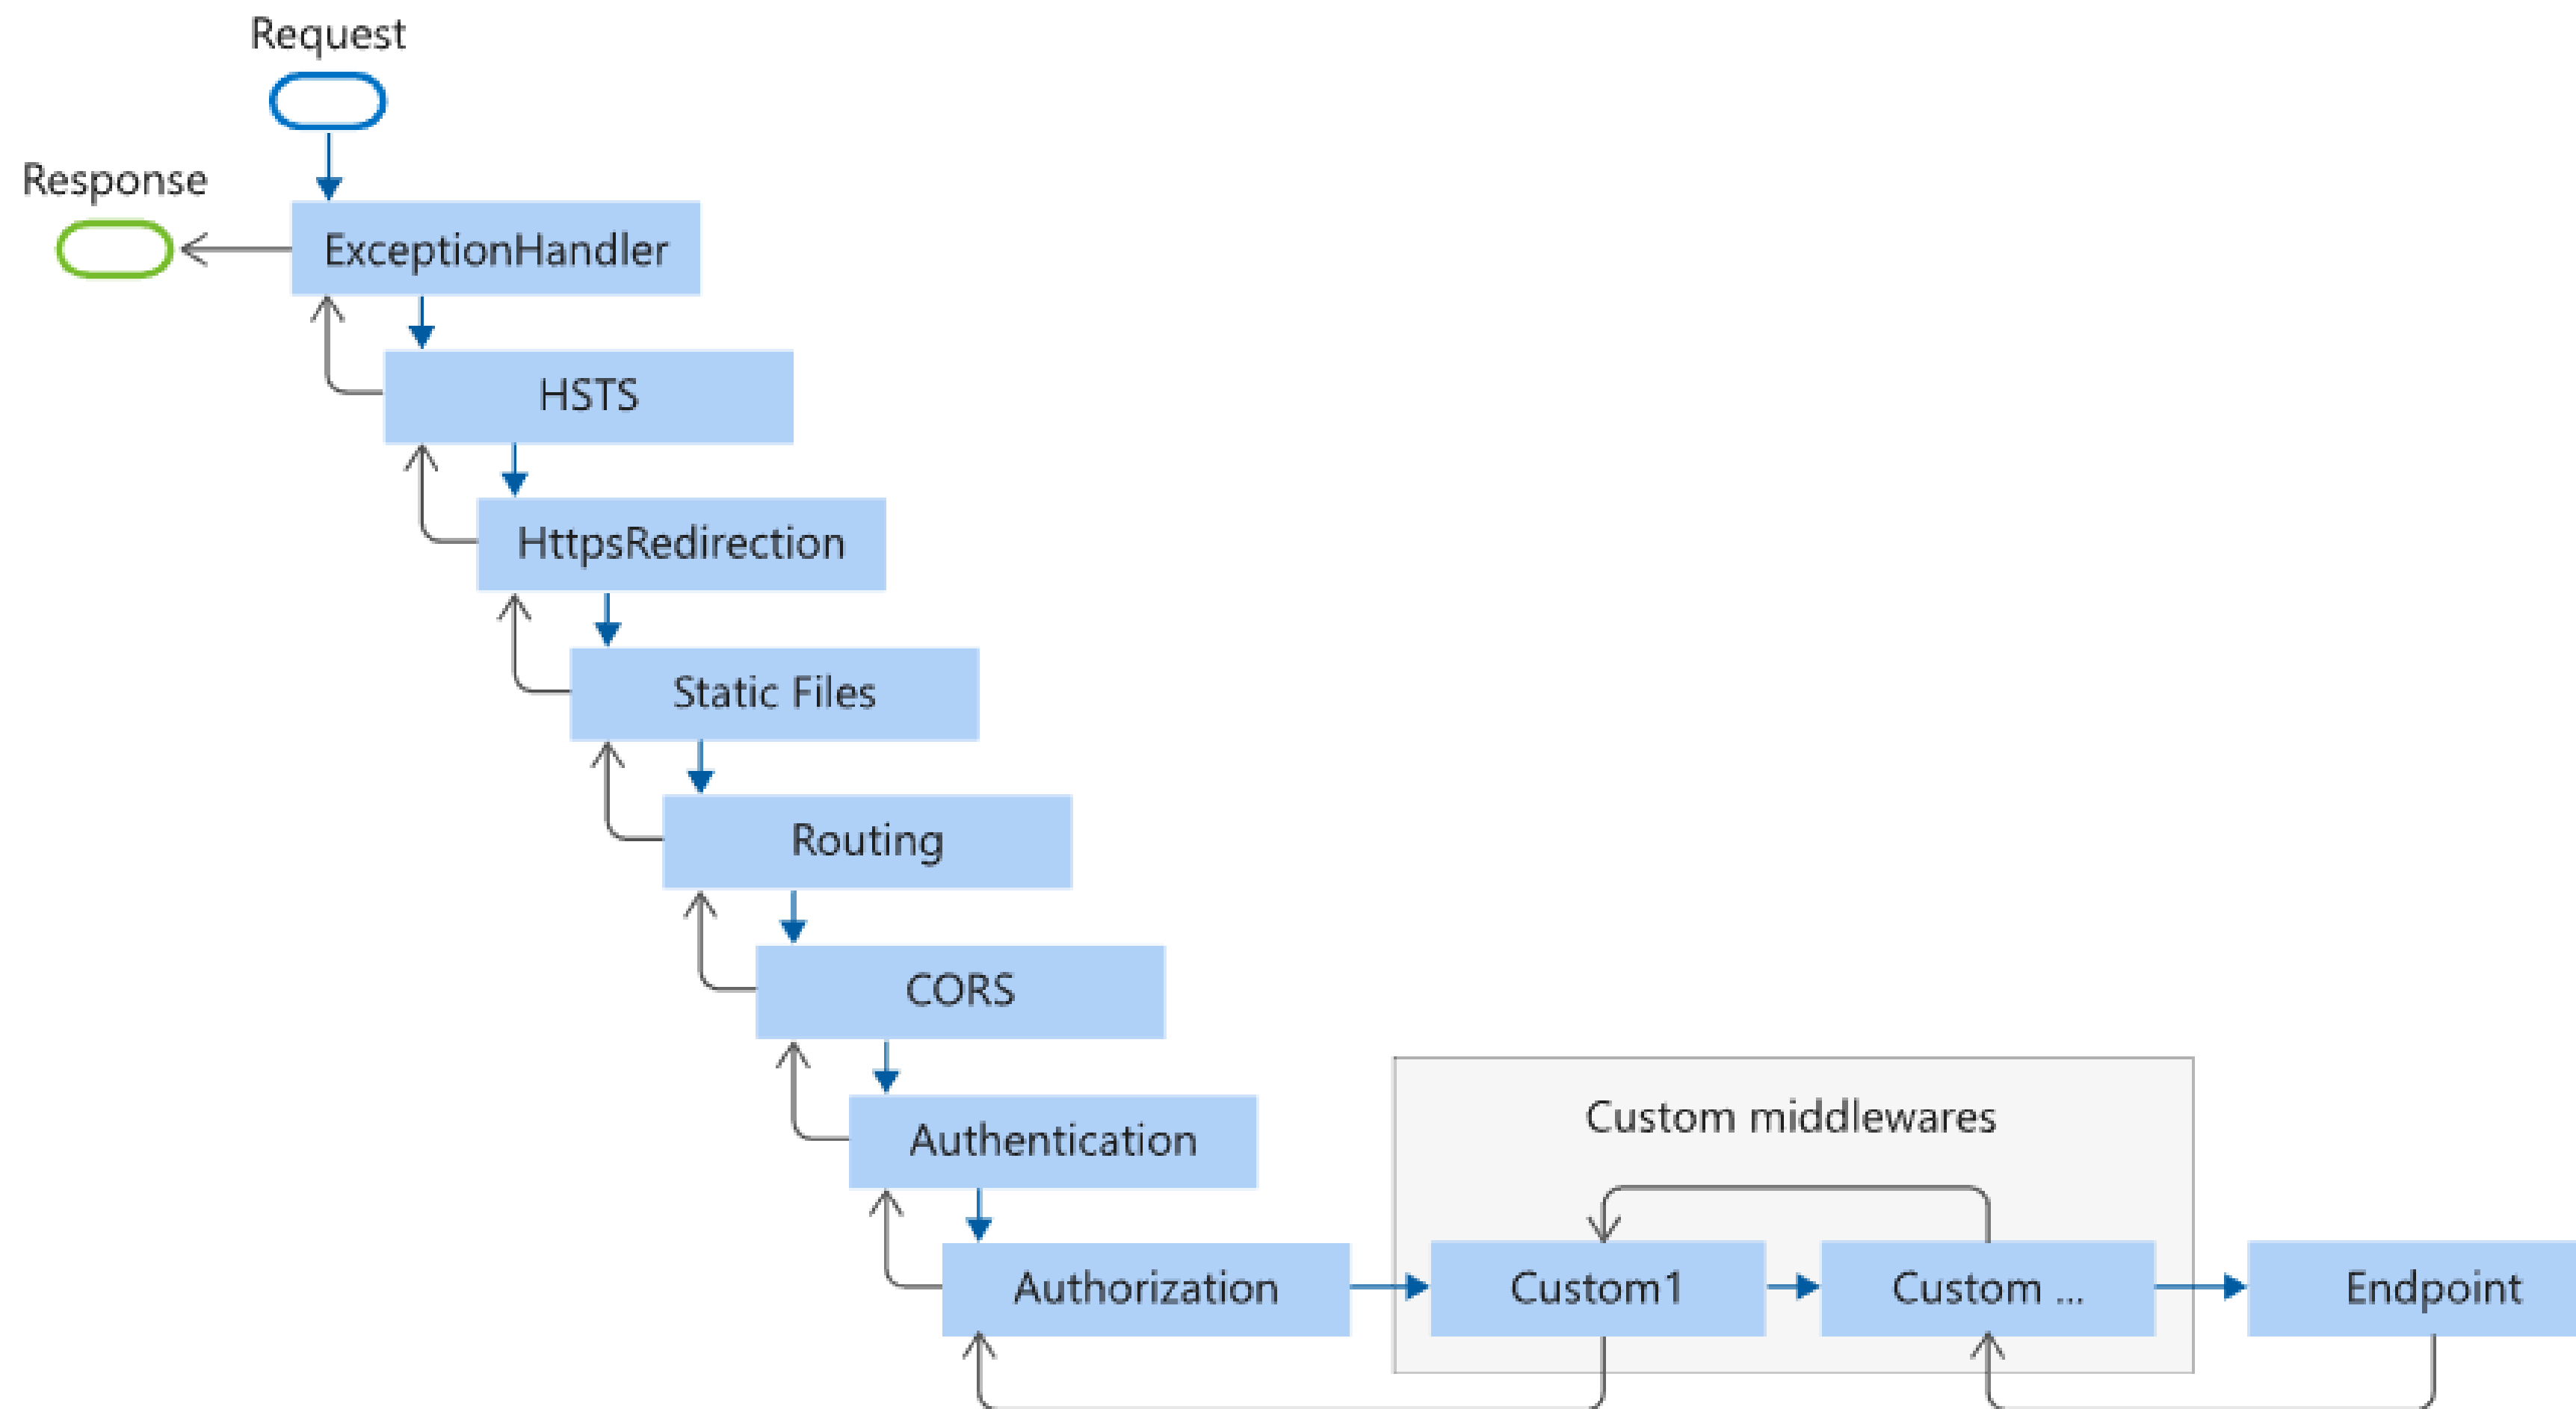 Request
Response
ExceptionHandler
HSTS
HttpsRedirection
Static Files
Routing
CORS
Authentication
Custom middlewares
Authorization
Custom1
Custom ...
Endpoint